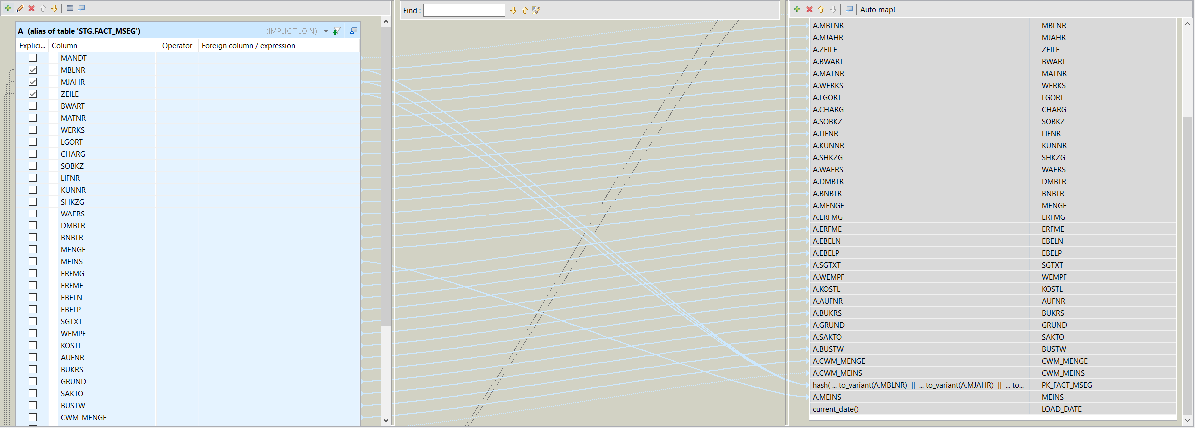 Find :
Auto map!
A (alias of table 'STG.FACT_MSEG') (IMPLICIT JOIN)
Explici... Column Operator Foreign column / expression
MANDT
MBLNR
MJAHR
ZEILE
BWART
MATNR
WERKS
LGORT
CHARG
SOBKZ
LIFNR
KUNNR
SHKZG
WAERS
DMBTR
BNBTR
MENGE
MEINS
ERFMG
ERFME
EBELN
EBELP
SGTXT
WEMPF
KOSTL
AUFNR
BUKRS
GRUND
SAKTO
BUSTW
CWM_MENGE
A.MBLNR MBLNR
A.MJAHR MJAHR
A.ZEILE ZEILE
A.BWART BWART
A.MATNR MATNR
A.WERKS WERKS
A.LGORT LGORT
A.CHARG CHARG
A.SOBKZ SOBKZ
A.LIFNR LIFNR
A.KUNNR KUNNR
A.SHKZG SHKZG
A.WAERS WAERS
A.DMBTR DMBTR
A.BNBTR BNBTR
A.MENGE MENGE
A.ERFMG ERFMG
A.ERFME ERFME
A.EBELN EBELN
A.EBELP EBELP
A.SGTXT SGTXT
A.WEMPF WEMPF
A.KOSTL KOSTL
A.AUFNR AUFNR
A.BUKRS BUKRS
A.GRUND GRUND
A.SAKTO SAKTO
A.BUSTW BUSTW
A.CWM_MENGE CWM_MENGE
A.CWM_MEINS CWM_MEINS
hash( ... to_variant(A.MBLNR) || ... to_variant(A.MJAHR) || ... to... PK_FACT_MSEG
A.MEINS MEINS
current_date() LOAD_DATE